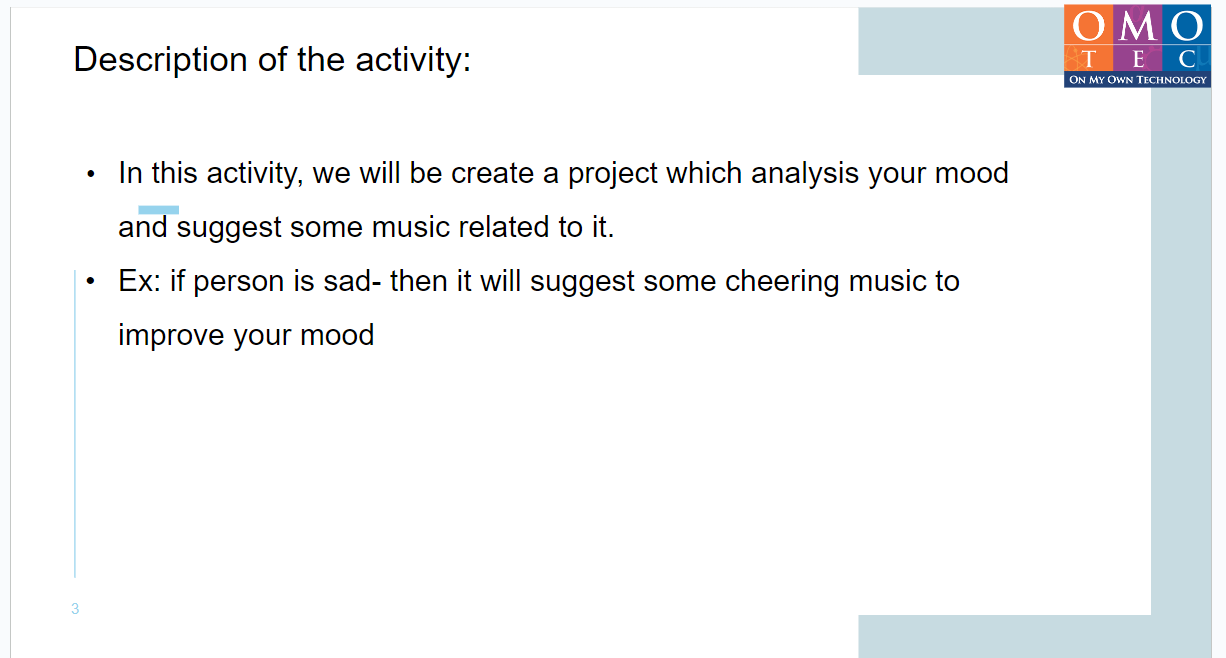 OMO
TEC
ON MY OWN TECHNOLOGY
Description of the activity:
• In this activity, we will be create a project which analysis your mood
and suggest some music related to it.
• Ex: if person is sad- then it will suggest some cheering music to
improve your mood
3